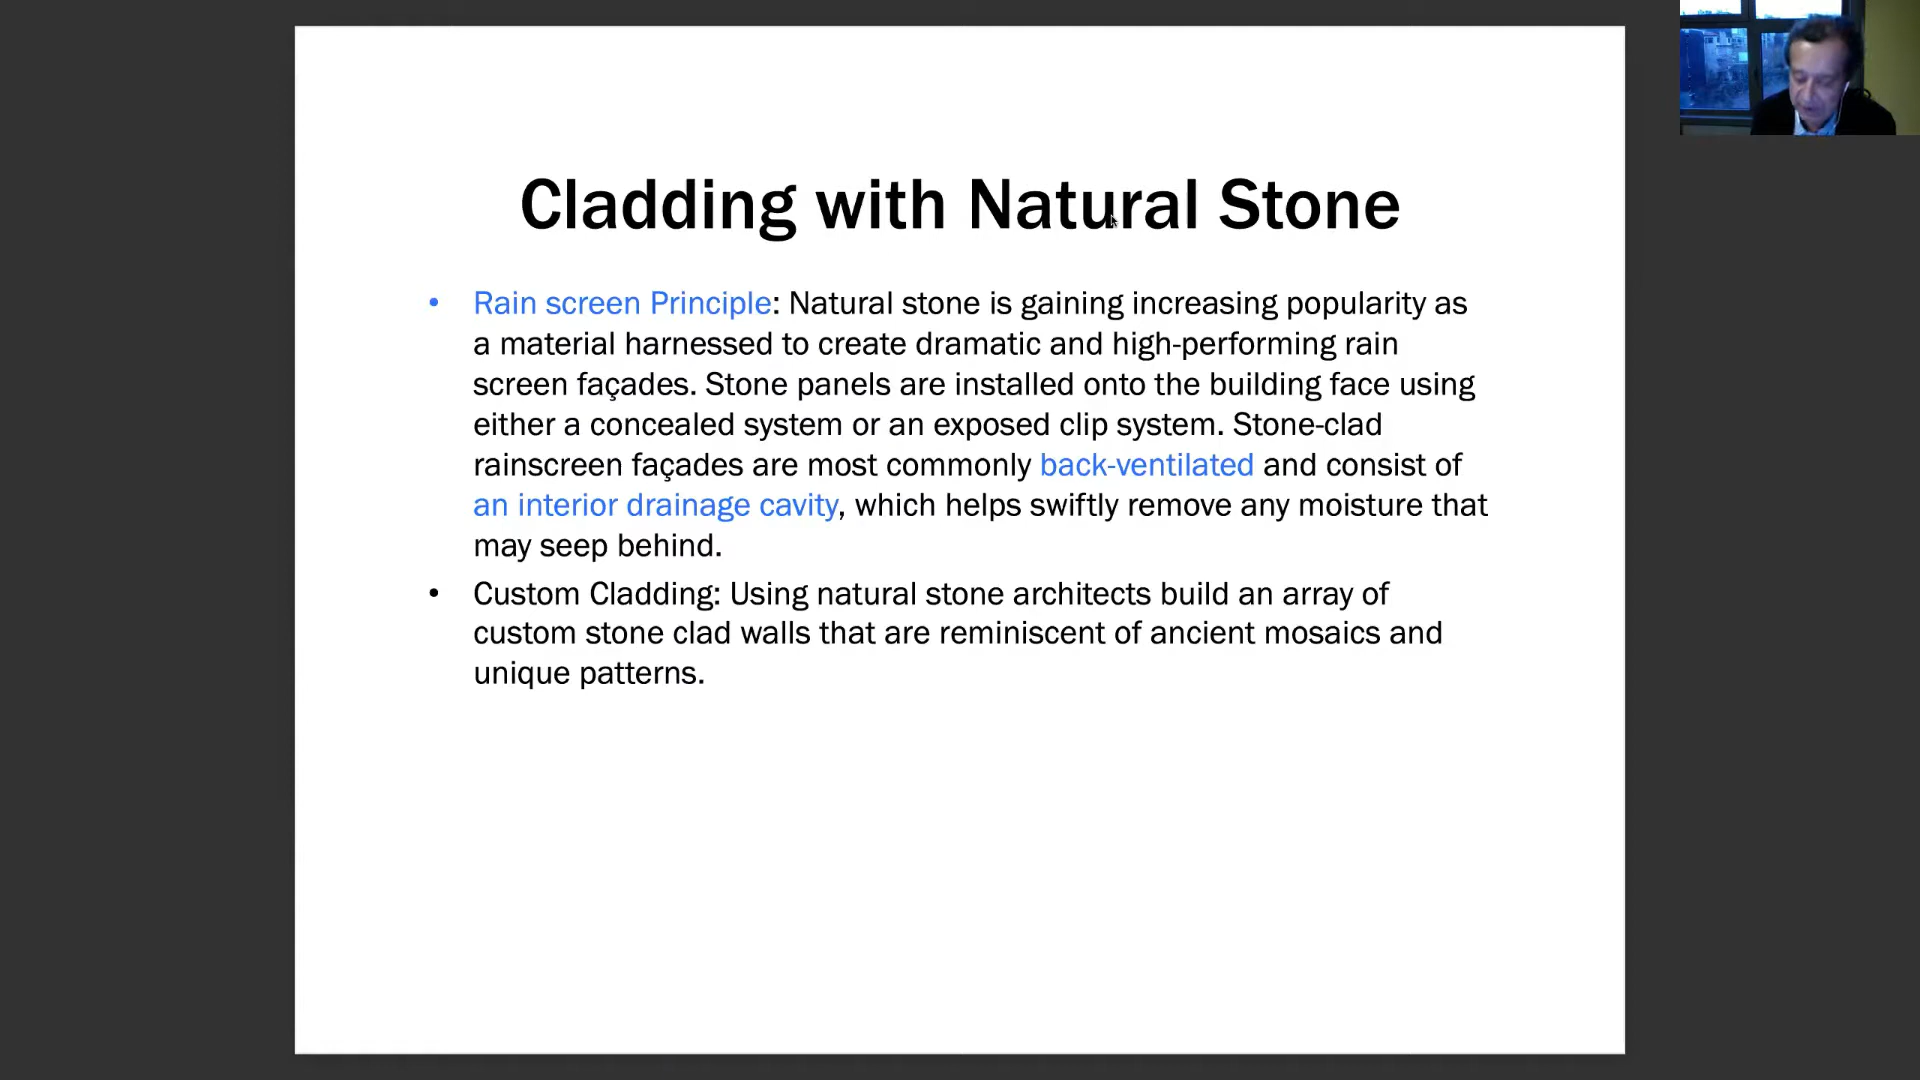 Cladding with Natural Stone
• Rain screen Principle: Natural stone is gaining increasing popularity as
a material harnessed to create dramatic and high-performing rain
screen façades. Stone panels are installed onto the building face using
either a concealed system or an exposed clip system. Stone-clad
rainscreen façades are most commonly back-ventilated and consist of
an interior drainage cavity, which helps swiftly remove any moisture that
may seep behind.
• Custom Cladding: Using natural stone architects build an array of
custom stone clad walls that are reminiscent of ancient mosaics and
unique patterns.